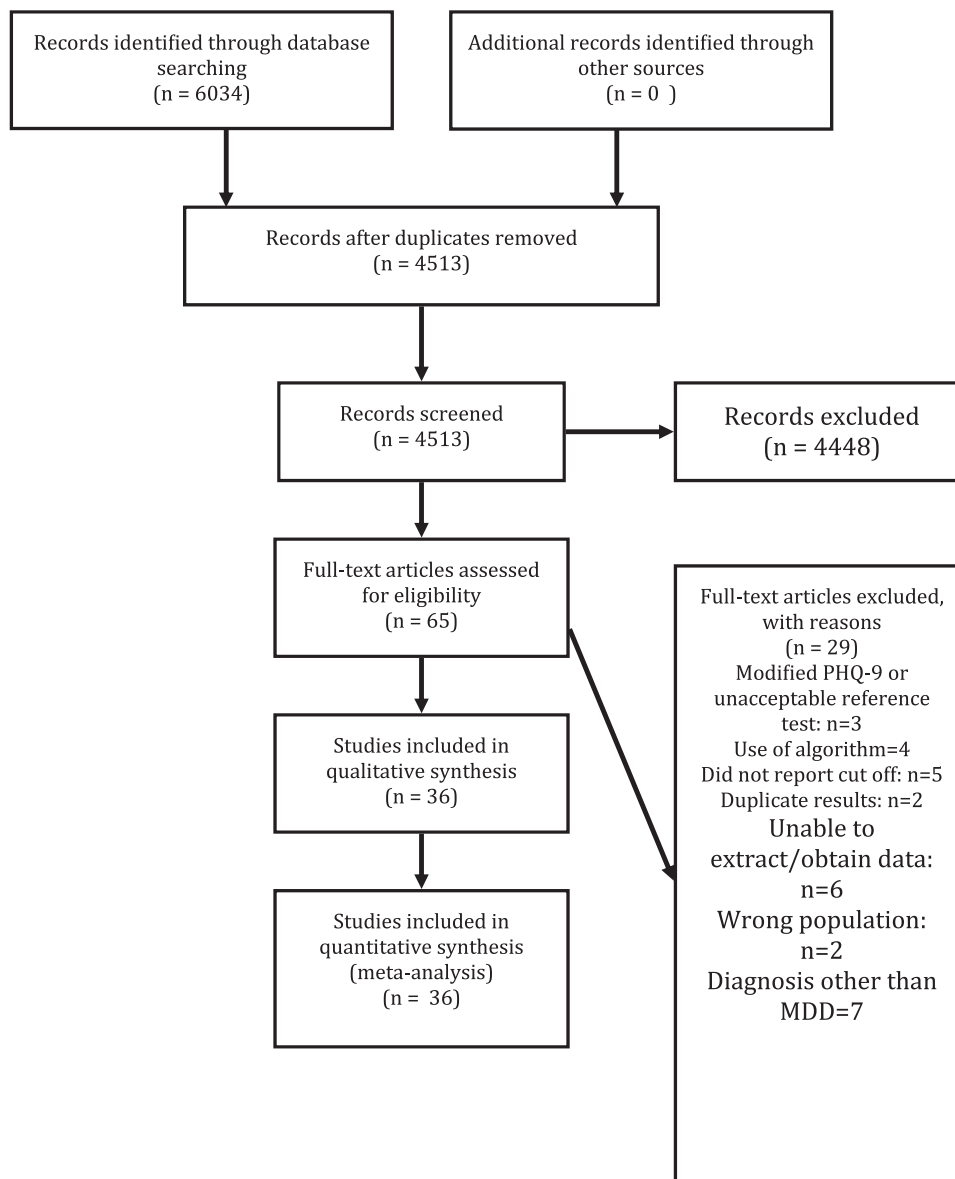 Records identified through database
searching
(n = 6034)
Additional records identified through
other sources
(n = 0  )
Records after duplicates removed
(n = 4513)
Records screened
(n = 4513)
Records excluded
(n = 4448)
Full-text articles assessed
for eligibility
(n = 65)
Full-text articles excluded,
with reasons
(n = 29)
Modified PHQ-9 or
unacceptable reference
test: n=3
Use of algorithm=4
Did not report cut off: n=5
Duplicate results: n=2
Unable to
extract/obtain data:
n=6
Wrong population:
n=2
Diagnosis other than
MDD=7
Studies included in
qualitative synthesis
(n = 36)
Studies included in
quantitative synthesis
(meta-analysis)
(n =  36)